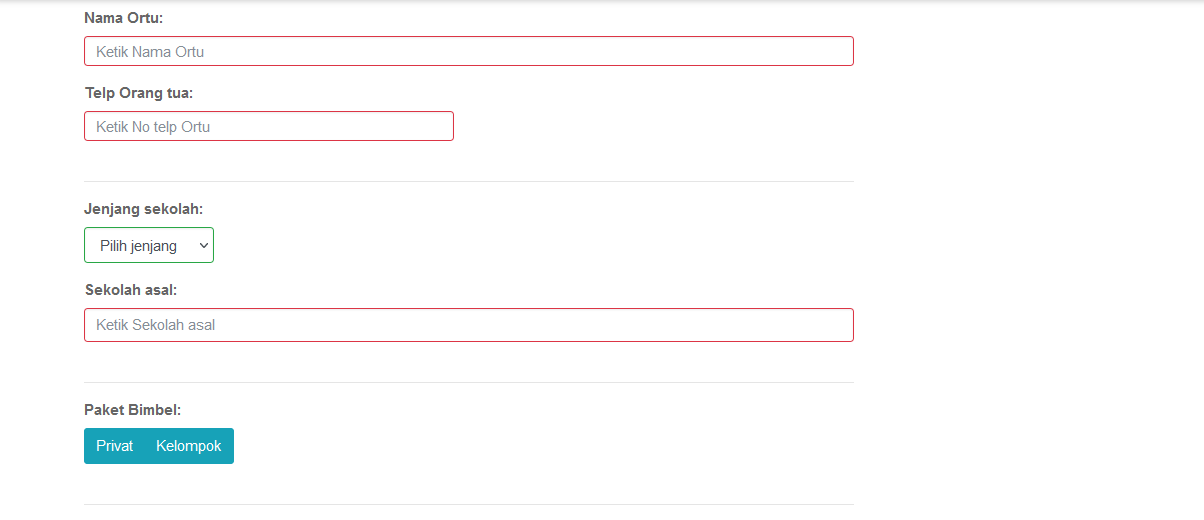 Nama Ortu:
Ketik Nama Ortu
Telp Orang tua:
Ketik No telp Ortu
Jenjang sekolah:
Pilih jenjang
Sekolah asal:
Ketik Sekolah asal
Paket Bimbel:
Privat Kelompok